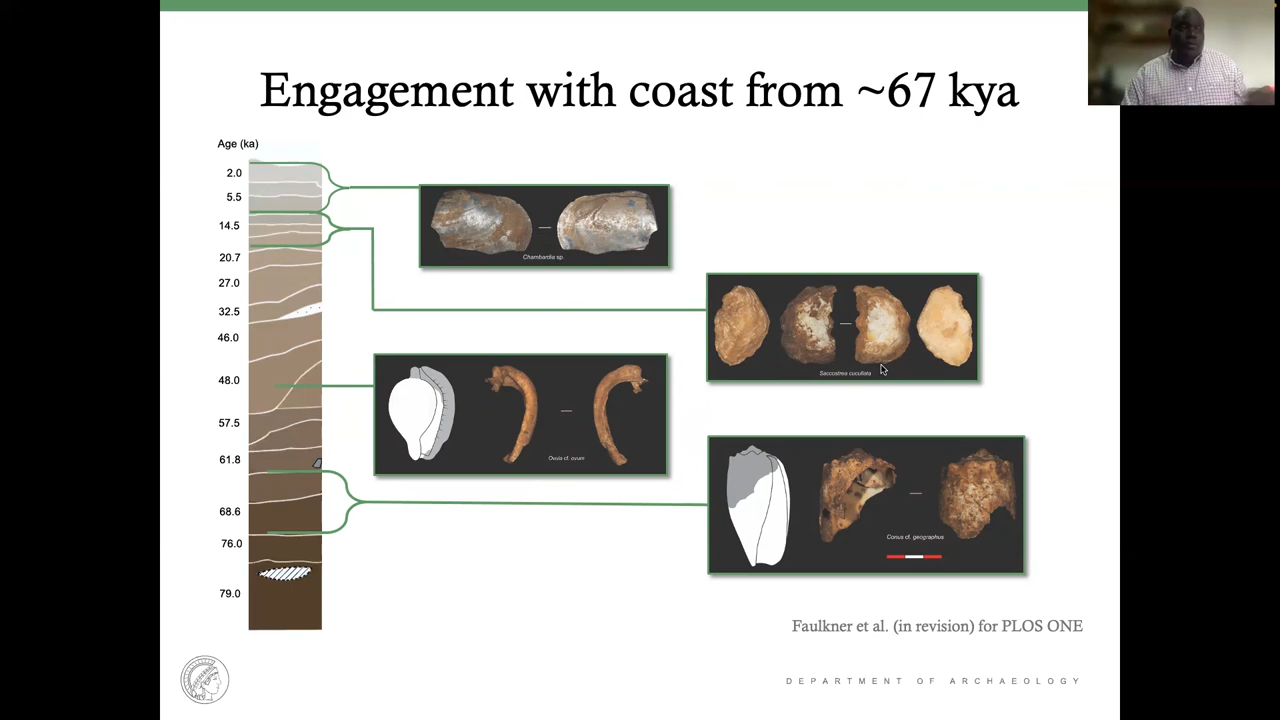 Engagement with coast from ~67 kya
Age (ka)
2.0
5.5
14.5
20.7
27.0
32.5
46.0
48.0
57.5
61.8
68.6
76.0
79.0
Chambardia sp.
Saccostrea cucullata
Ovula cf. ovum
Conus cf. geographus
Faulkner et al. (in revision) for PLOS ONE
DEPARTMENT OF ARCHAEOLOGY